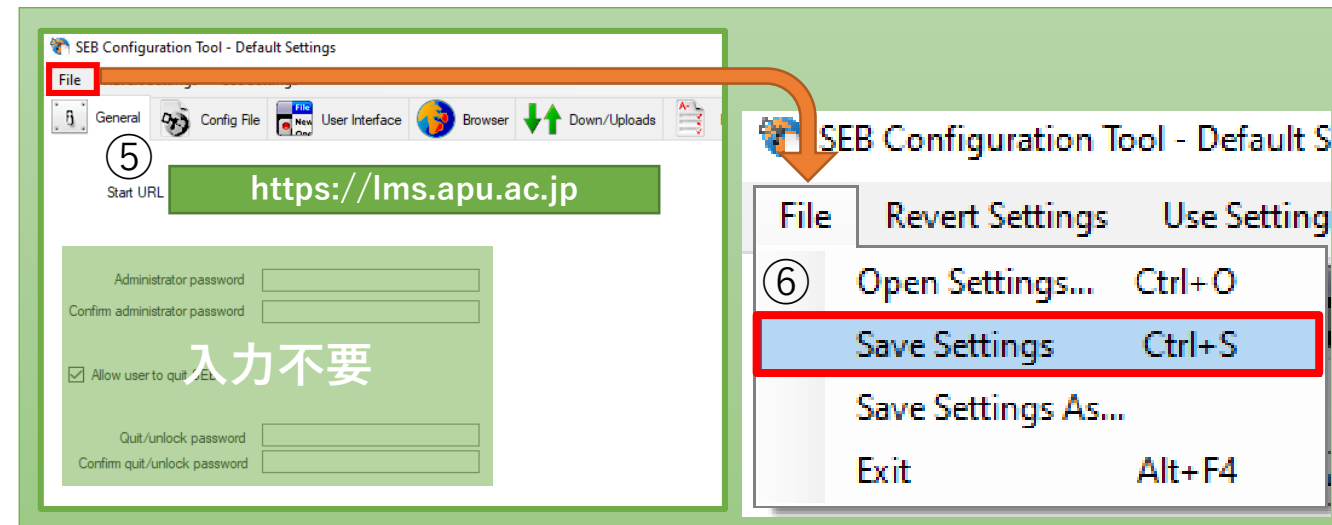 SEB Configuration Tool - Default Settings
File
General
Config File
User Interface
Browser
Down/Uploads
⑤
Start URL
https://lms.apu.ac.jp
Administrator password
Confirm administrator password
入力不要
Allow user to quit SEB
Quit/unlock password
Confirm quit/unlock password
SEB Configuration Tool - Default S
File Revert Settings Use Setting
⑥
Open Settings... Ctrl+O
Save Settings Ctrl+S
Save Settings As...
Exit Alt+F4